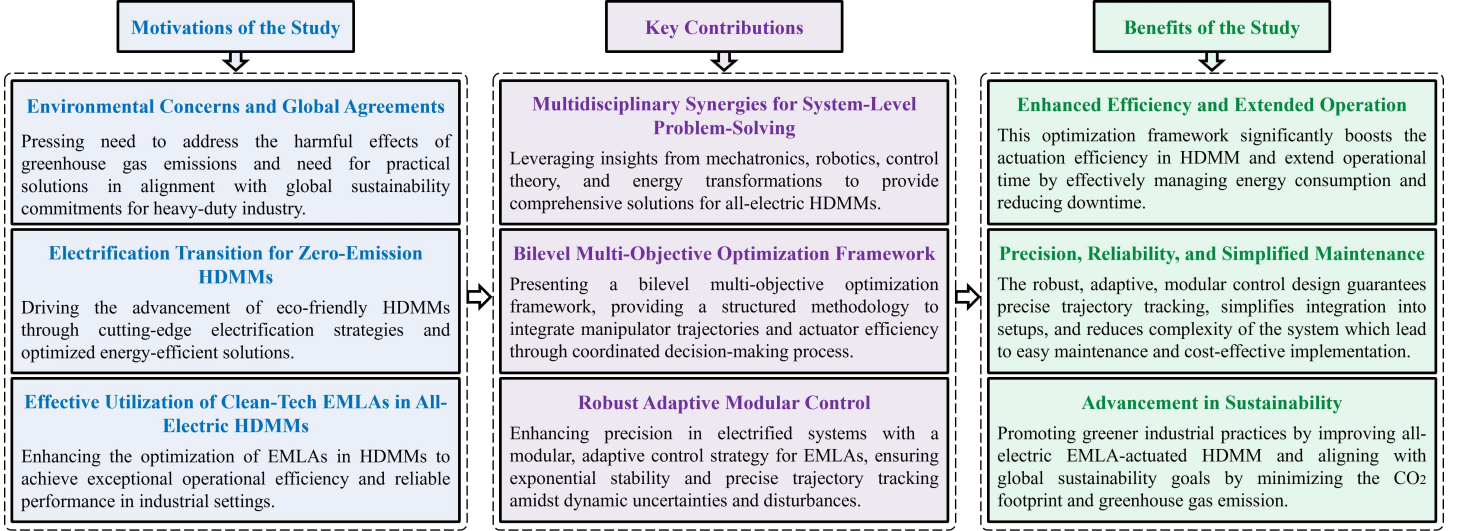 Motivations of the Study
Environmental Concerns and Global Agreements
Pressing need to address the harmful effects of
greenhouse gas emissions and need for practical
solutions in alignment with global sustainability
commitments for heavy-duty industry.
Electrification Transition for Zero-Emission
HDMMs
Driving the advancement of eco-friendly HDMMs
through cutting-edge electrification strategies and
optimized energy-efficient solutions.
Effective Utilization of Clean-Tech EMLAs in All-
Electric HDMMs
Enhancing the optimization of EMLAs in HDMMs to
achieve exceptional operational efficiency and reliable
performance in industrial settings.
Key Contributions
Multidisciplinary Synergies for System-Level
Problem-Solving
Leveraging insights from mechatronics, robotics, control
theory, and energy transformations to provide
comprehensive solutions for all-electric HDMMs.
Bilevel Multi-Objective Optimization Framework
Presenting a bilevel multi-objective optimization
framework, providing a structured methodology to
integrate manipulator trajectories and actuator efficiency
through coordinated decision-making process.
Robust Adaptive Modular Control
Enhancing precision in electrified systems with a
modular, adaptive control strategy for EMLAs, ensuring
exponential stability and precise trajectory tracking
amidst dynamic uncertainties and disturbances.
Benefits of the Study
Enhanced Efficiency and Extended Operation
This optimization framework significantly boosts the
actuation efficiency in HDMM and extend operational
time by effectively managing energy consumption and
reducing downtime.
Precision, Reliability, and Simplified Maintenance
The robust, adaptive, modular control design guarantees
precise trajectory tracking, simplifies integration into
setups, and reduces complexity of the system which lead
to easy maintenance and cost-effective implementation.
Advancement in Sustainability
Promoting greener industrial practices by improving all-
electric EMLA-actuated HDMM and aligning with
global sustainability goals by minimizing the CO₂
footprint and greenhouse gas emission.